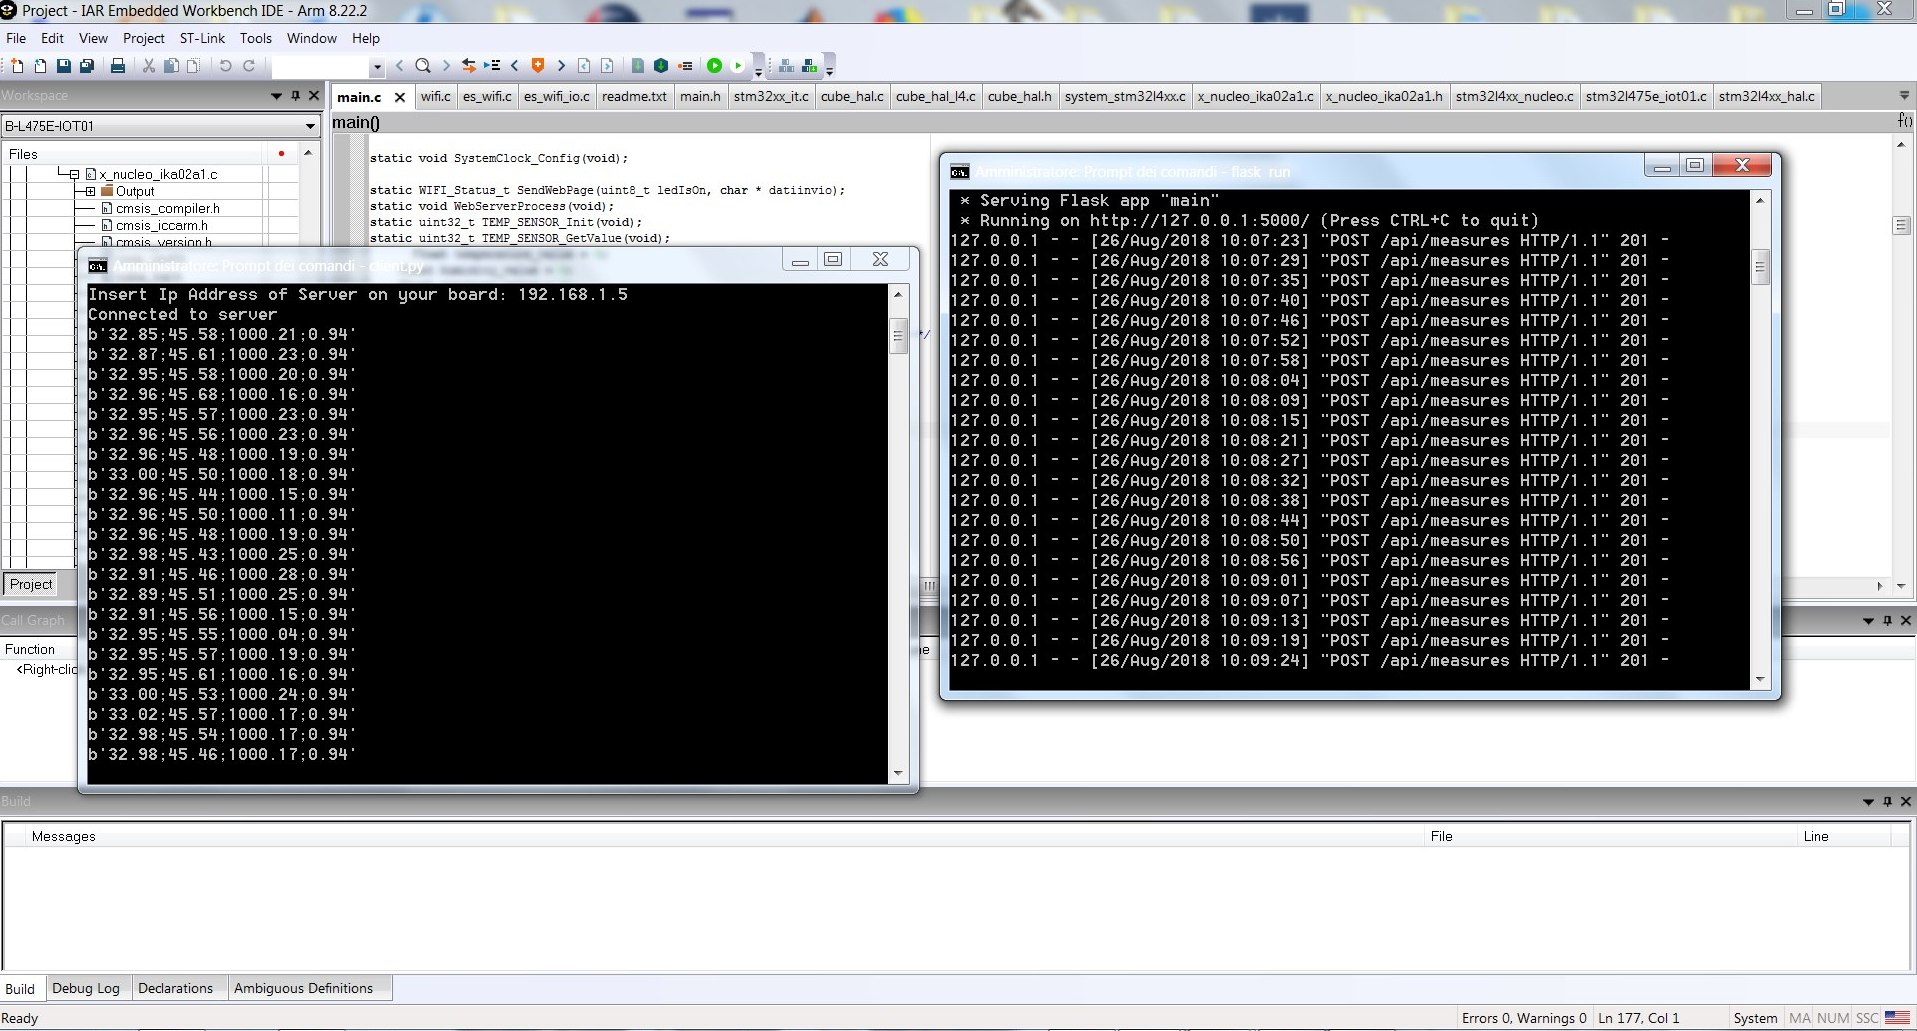 Project - IAR Embedded Workbench IDE - Arm 8.22.2
File Edit View Project ST-Link Tools Window Help
Workspace
main.c wifi.c es_wifi.c es_wifi_io.c readme.txt main.h stm32xx_it.c cube_hal.c cube_hal_l4.c cube_hal.h system_stm32l4xx.c x_nucleo_ika02a1.c x_nucleo_ika02a1.h stm32l4xx_nucleo.c stm32l475e_iot01.c stm32l4xx_hal.c
B-L475E-IOT01
main()
f()
Files
x_nucleo_ika02a1.c
Output
cmsis_compiler.h
cmsis_iccarm.h
cmsis_version.h
static void SystemClock_Config(void);
static WIFI_Status_t SendWebPage(uint8_t ledIsOn, char * datiinvio);
static void WebServerProcess(void);
static uint32_t TEMP_SENSOR_Init(void);
static uint32_t TEMP_SENSOR_GetValue(void);
*/
Amministratore: Prompt dei comandi - client.py
Insert Ip Address of Server on your board: 192.168.1.5
Connected to server
b'32.85;45.58;1000.21;0.94'
b'32.87;45.61;1000.23;0.94'
b'32.95;45.58;1000.20;0.94'
b'32.96;45.68;1000.16;0.94'
b'32.95;45.57;1000.23;0.94'
b'32.96;45.56;1000.23;0.94'
b'32.96;45.48;1000.19;0.94'
b'33.00;45.50;1000.18;0.94'
b'32.96;45.44;1000.15;0.94'
b'32.96;45.50;1000.11;0.94'
b'32.96;45.48;1000.19;0.94'
b'32.98;45.43;1000.25;0.94'
b'32.91;45.46;1000.28;0.94'
b'32.89;45.51;1000.25;0.94'
b'32.91;45.56;1000.15;0.94'
b'32.95;45.55;1000.04;0.94'
b'32.95;45.57;1000.19;0.94'
b'32.95;45.61;1000.16;0.94'
b'33.00;45.53;1000.24;0.94'
b'33.02;45.57;1000.17;0.94'
b'32.98;45.54;1000.17;0.94'
b'32.98;45.46;1000.17;0.94'
Amministratore: Prompt dei comandi - flask run
* Serving Flask app "main"
* Running on http://127.0.0.1:5000/ (Press CTRL+C to quit)
127.0.0.1 - - [26/Aug/2018 10:07:23] "POST /api/measures HTTP/1.1" 201 -
127.0.0.1 - - [26/Aug/2018 10:07:29] "POST /api/measures HTTP/1.1" 201 -
127.0.0.1 - - [26/Aug/2018 10:07:35] "POST /api/measures HTTP/1.1" 201 -
127.0.0.1 - - [26/Aug/2018 10:07:40] "POST /api/measures HTTP/1.1" 201 -
127.0.0.1 - - [26/Aug/2018 10:07:46] "POST /api/measures HTTP/1.1" 201 -
127.0.0.1 - - [26/Aug/2018 10:07:52] "POST /api/measures HTTP/1.1" 201 -
127.0.0.1 - - [26/Aug/2018 10:07:58] "POST /api/measures HTTP/1.1" 201 -
127.0.0.1 - - [26/Aug/2018 10:08:04] "POST /api/measures HTTP/1.1" 201 -
127.0.0.1 - - [26/Aug/2018 10:08:09] "POST /api/measures HTTP/1.1" 201 -
127.0.0.1 - - [26/Aug/2018 10:08:15] "POST /api/measures HTTP/1.1" 201 -
127.0.0.1 - - [26/Aug/2018 10:08:21] "POST /api/measures HTTP/1.1" 201 -
127.0.0.1 - - [26/Aug/2018 10:08:27] "POST /api/measures HTTP/1.1" 201 -
127.0.0.1 - - [26/Aug/2018 10:08:32] "POST /api/measures HTTP/1.1" 201 -
127.0.0.1 - - [26/Aug/2018 10:08:38] "POST /api/measures HTTP/1.1" 201 -
127.0.0.1 - - [26/Aug/2018 10:08:44] "POST /api/measures HTTP/1.1" 201 -
127.0.0.1 - - [26/Aug/2018 10:08:50] "POST /api/measures HTTP/1.1" 201 -
127.0.0.1 - - [26/Aug/2018 10:08:56] "POST /api/measures HTTP/1.1" 201 -
127.0.0.1 - - [26/Aug/2018 10:09:01] "POST /api/measures HTTP/1.1" 201 -
127.0.0.1 - - [26/Aug/2018 10:09:07] "POST /api/measures HTTP/1.1" 201 -
127.0.0.1 - - [26/Aug/2018 10:09:13] "POST /api/measures HTTP/1.1" 201 -
127.0.0.1 - - [26/Aug/2018 10:09:19] "POST /api/measures HTTP/1.1" 201 -
127.0.0.1 - - [26/Aug/2018 10:09:24] "POST /api/measures HTTP/1.1" 201 -
Project
Call Graph
Function
<Right-clic
ne
Build
Messages File Line
Build Debug Log Declarations Ambiguous Definitions
Ready
Errors 0, Warnings 0 Ln 177, Col 1 System MA NUM SSC